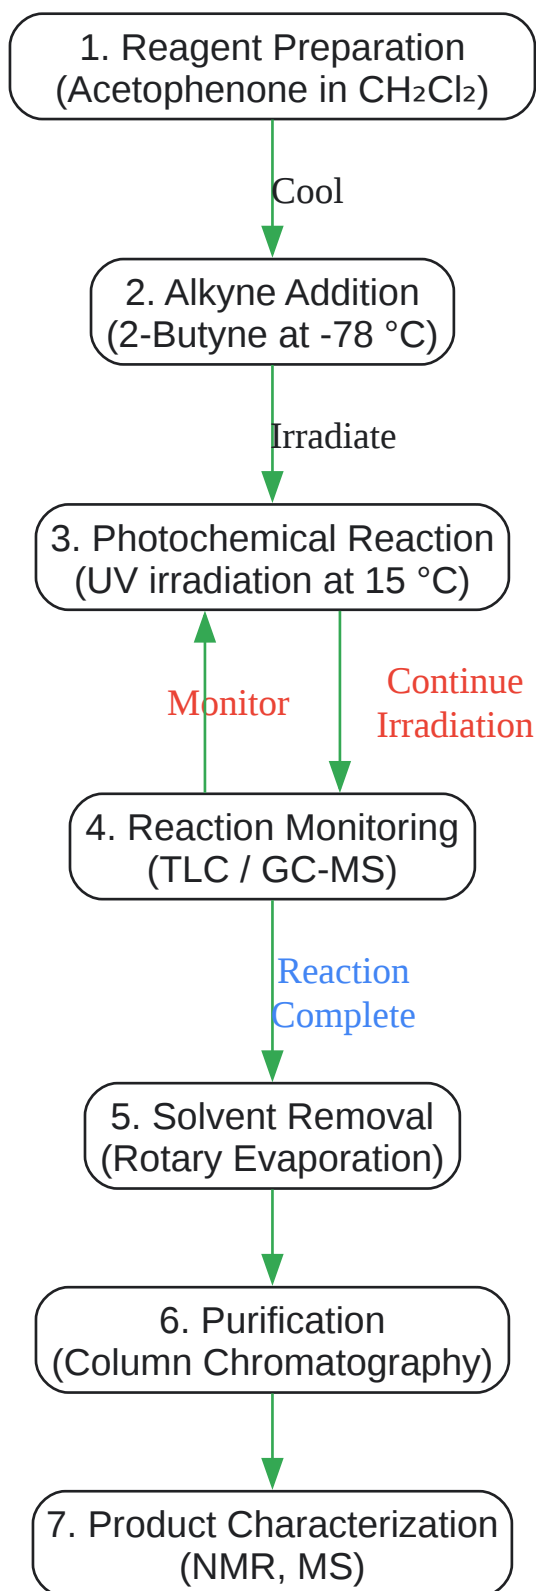 1. Reagent Preparation
(Acetophenone in CH₂Cl₂)
Cool
2. Alkyne Addition
(2-Butyne at -78 °C)
Irradiate
3. Photochemical Reaction
(UV irradiation at 15 °C)
Monitor
Continue
Irradiation
4. Reaction Monitoring
(TLC / GC-MS)
Reaction
Complete
5. Solvent Removal
(Rotary Evaporation)
6. Purification
(Column Chromatography)
7. Product Characterization
(NMR, MS)